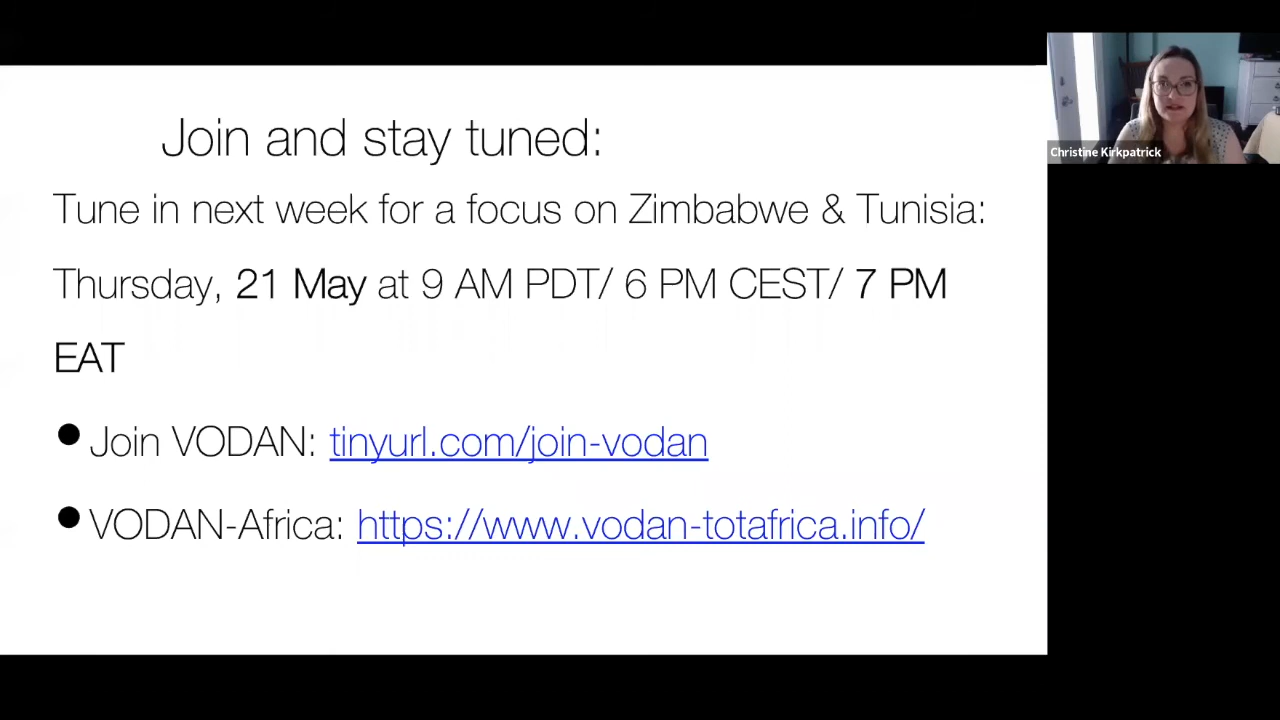 Join and stay tuned:
Tune in next week for a focus on Zimbabwe & Tunisia:
Thursday, 21 May at 9 AM PDT/ 6 PM CEST/ 7 PM
EAT
● Join VODAN: tinyurl.com/join-vodan
● VODAN-Africa: https://www.vodan-totafrica.info/
Christine Kirkpatrick